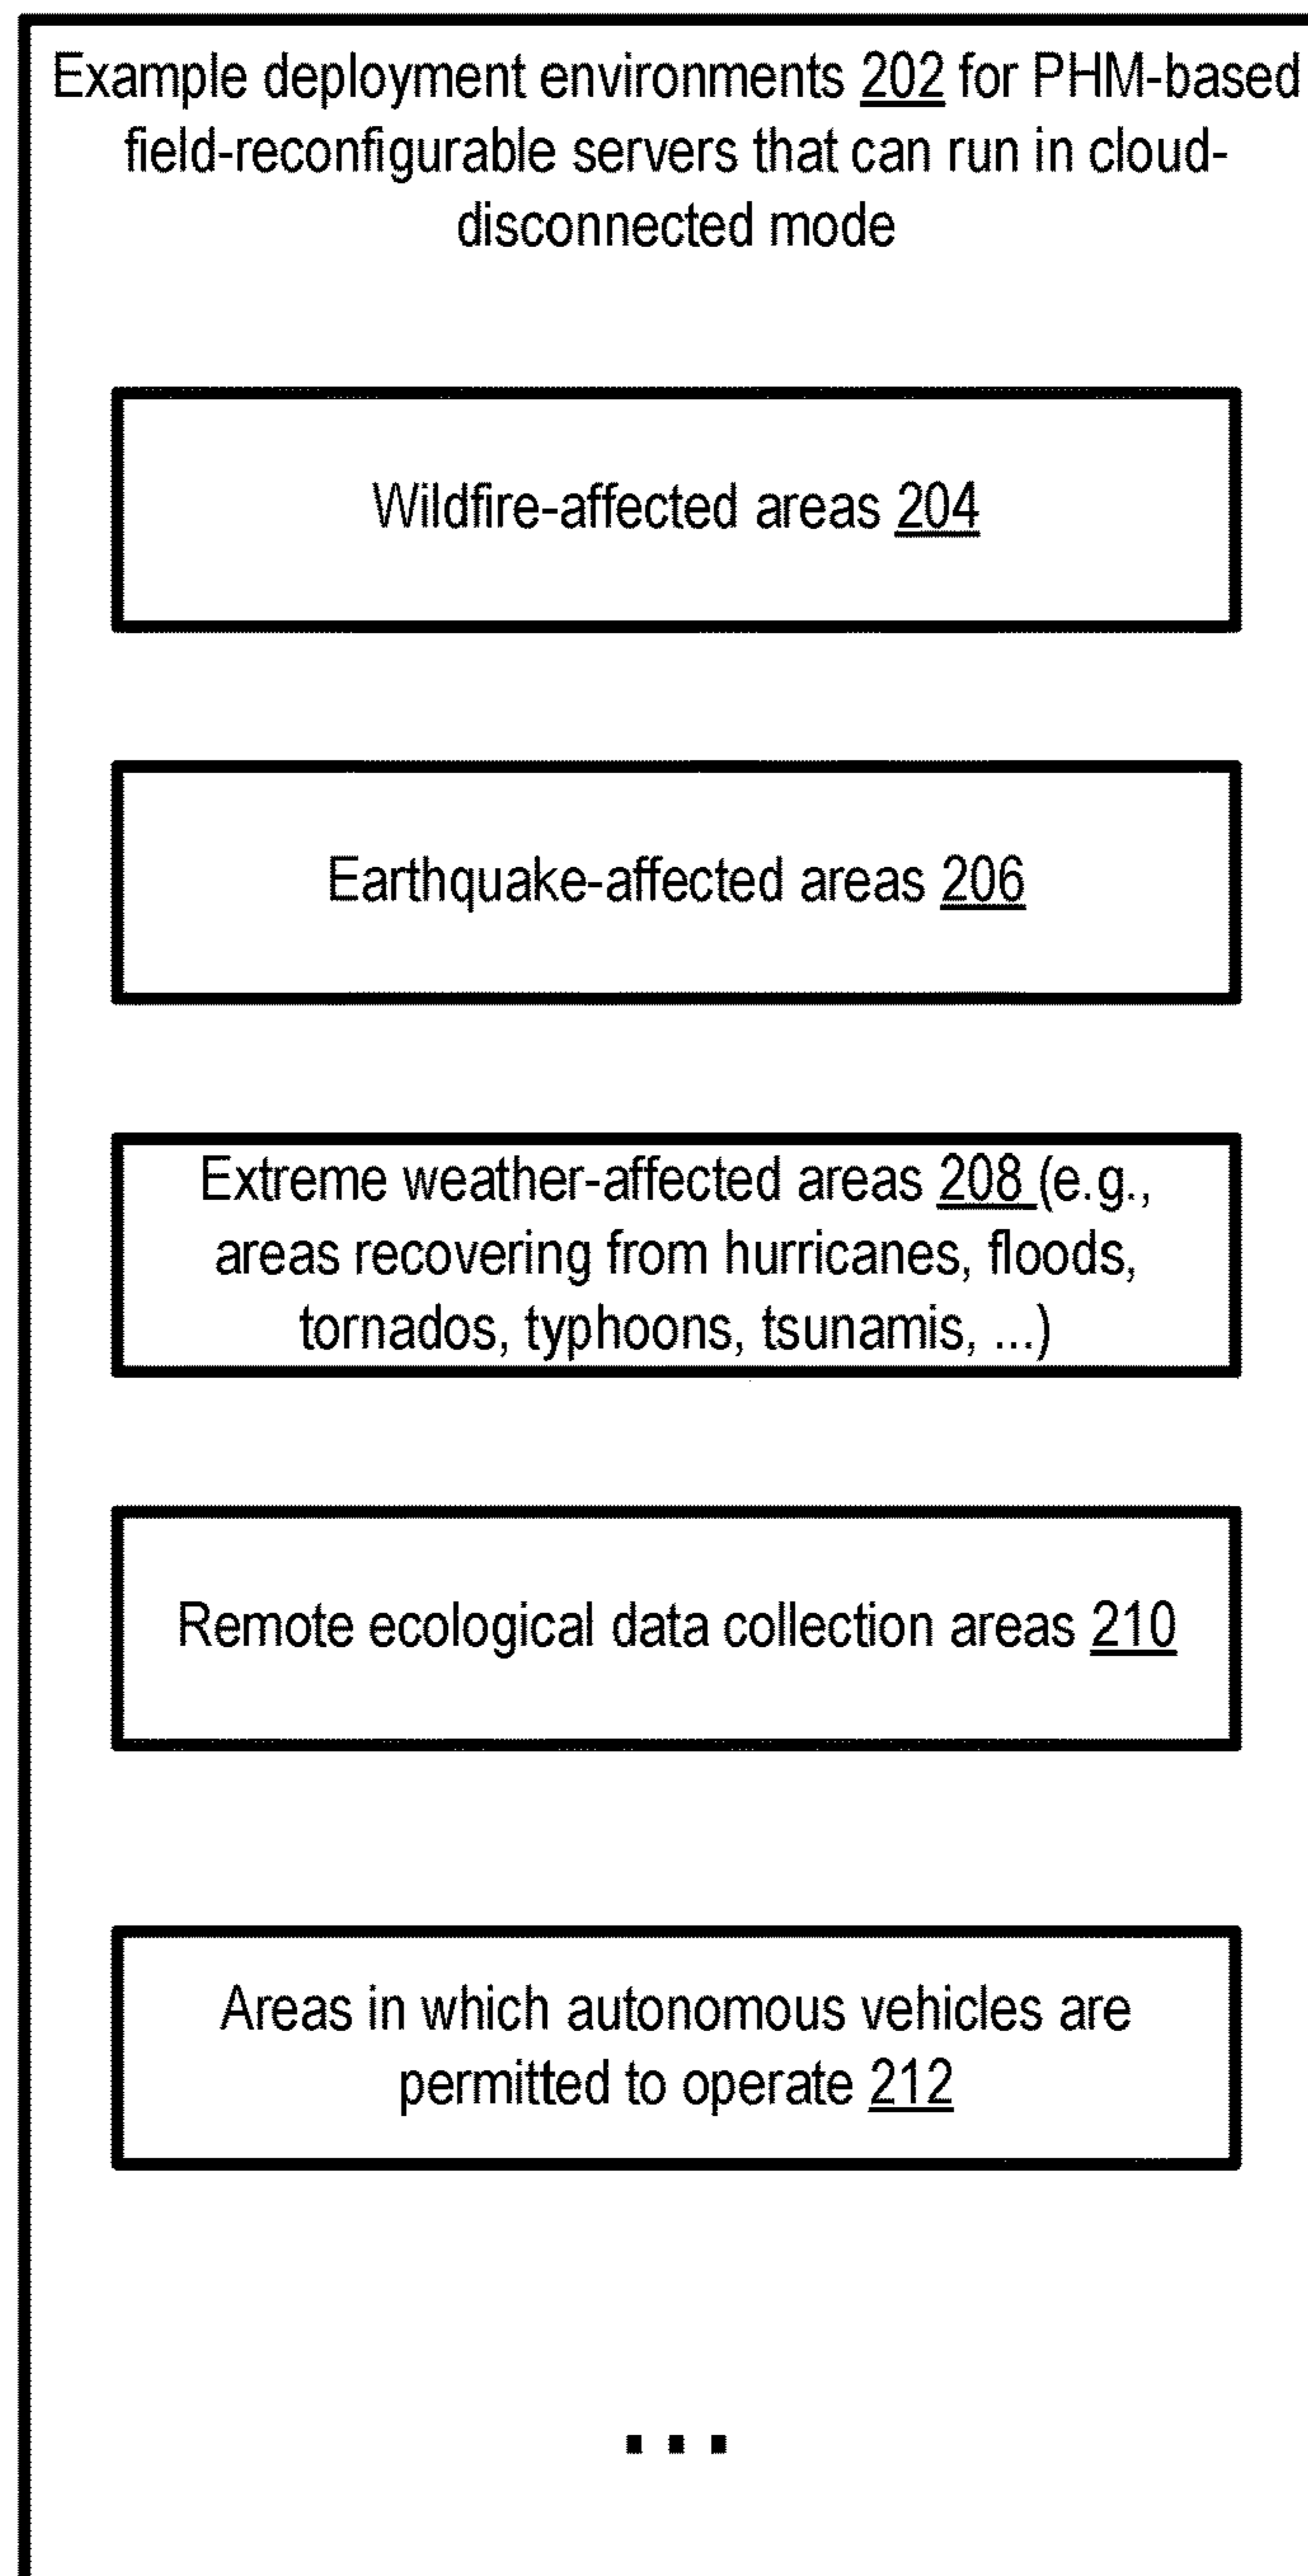 Example deployment environments 202 for PHM-based
field-reconfigurable servers that can run in cloud-
disconnected mode
Wildfire-affected areas 204
Earthquake-affected areas 206
Extreme weather-affected areas 208 (e.g.,
areas recovering from hurricanes, floods,
tornados, typhoons, tsunamis, ...)
Remote ecological data collection areas 210
Areas in which autonomous vehicles are
permitted to operate 212
...